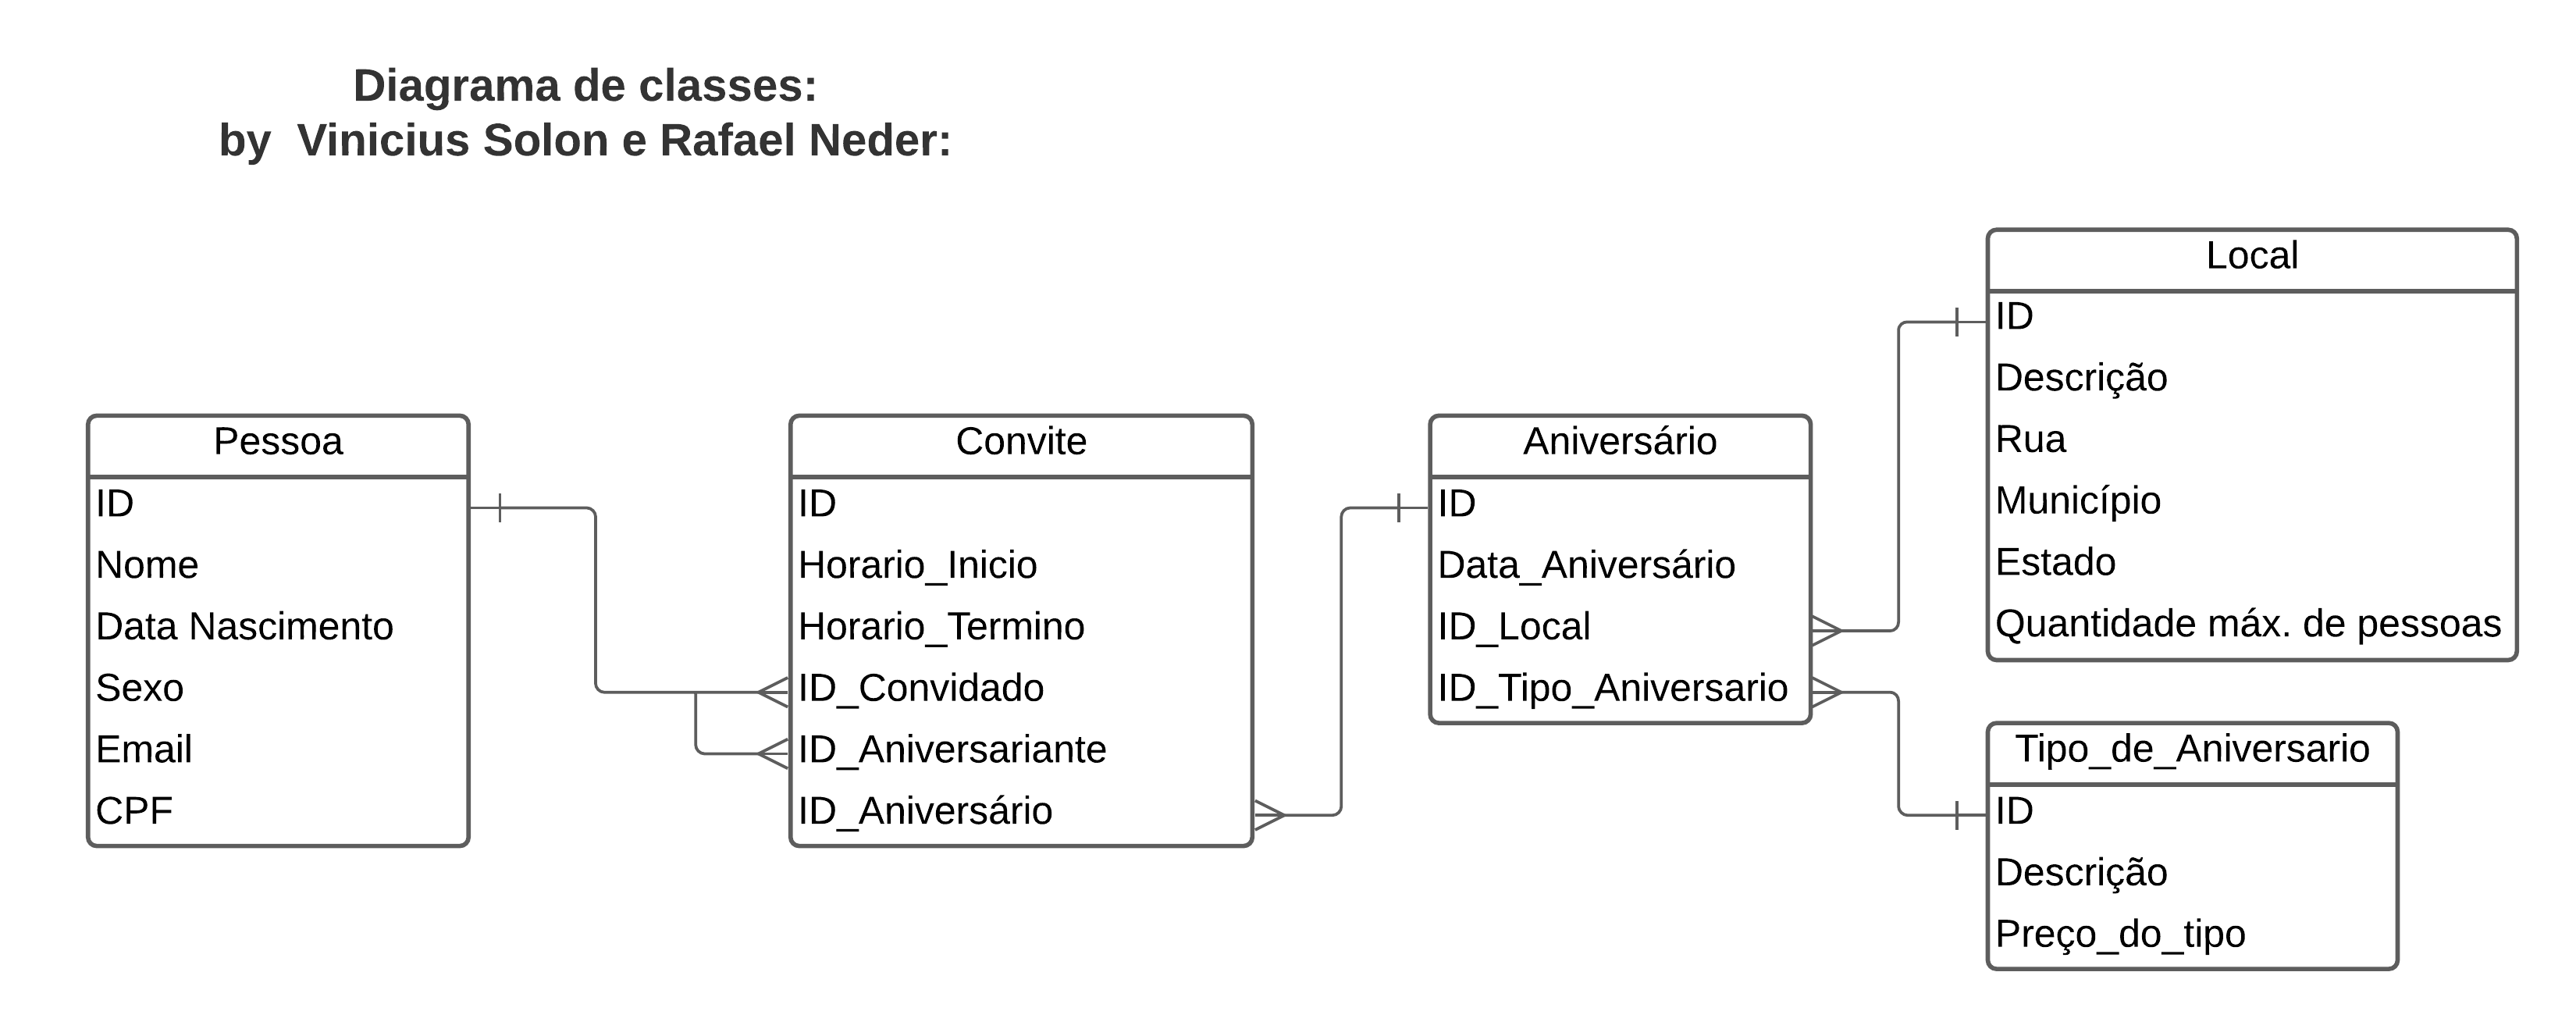 Diagrama de classes:
by  Vinicius Solon e Rafael Neder:
Pessoa
ID
Nome
Data Nascimento
Sexo
Email
CPF
Convite
ID
Horario_Inicio
Horario_Termino
ID_Convidado
ID_Aniversariante
ID_Aniversário
Aniversário
ID
Data_Aniversário
ID_Local
ID_Tipo_Aniversario
Local
ID
Descrição
Rua
Município
Estado
Quantidade máx. de pessoas
Tipo_de_Aniversario
ID
Descrição
Preço_do_tipo